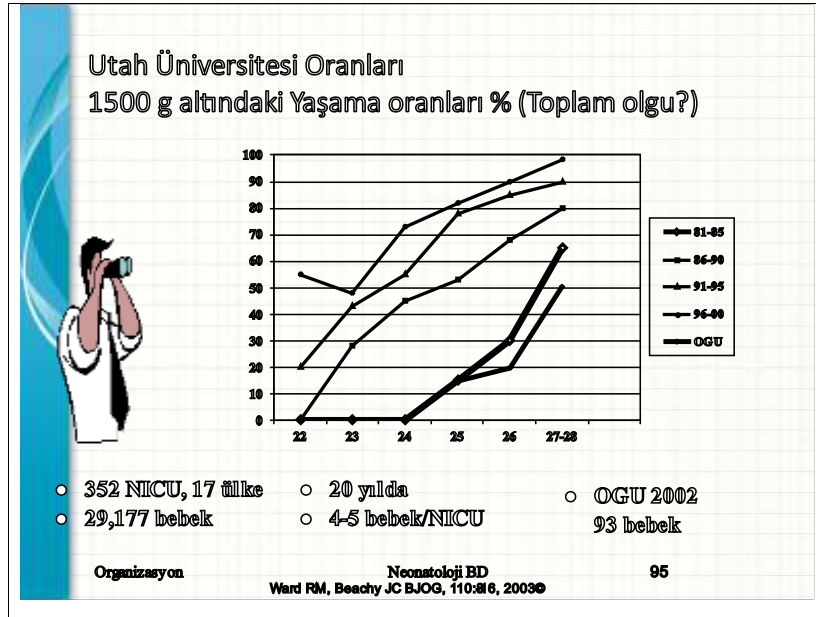 Utah Üniversitesi Oranları
1500 g altındaki Yaşama oranları % (Toplam olgu?)
100
90
80
70
60
50
40
30
20
10
0
22 23 24 25 26 27-28
81-85
86-90
91-95
96-00
OGU
352 NICU, 17 ülke
29,177 bebek
20 yılda
4-5 bebek/NICU
OGU 2002
93 bebek
Organizasyon Neonatoloji BD 95
Ward RM, Beachy JC BJOG, 110:816, 2003©